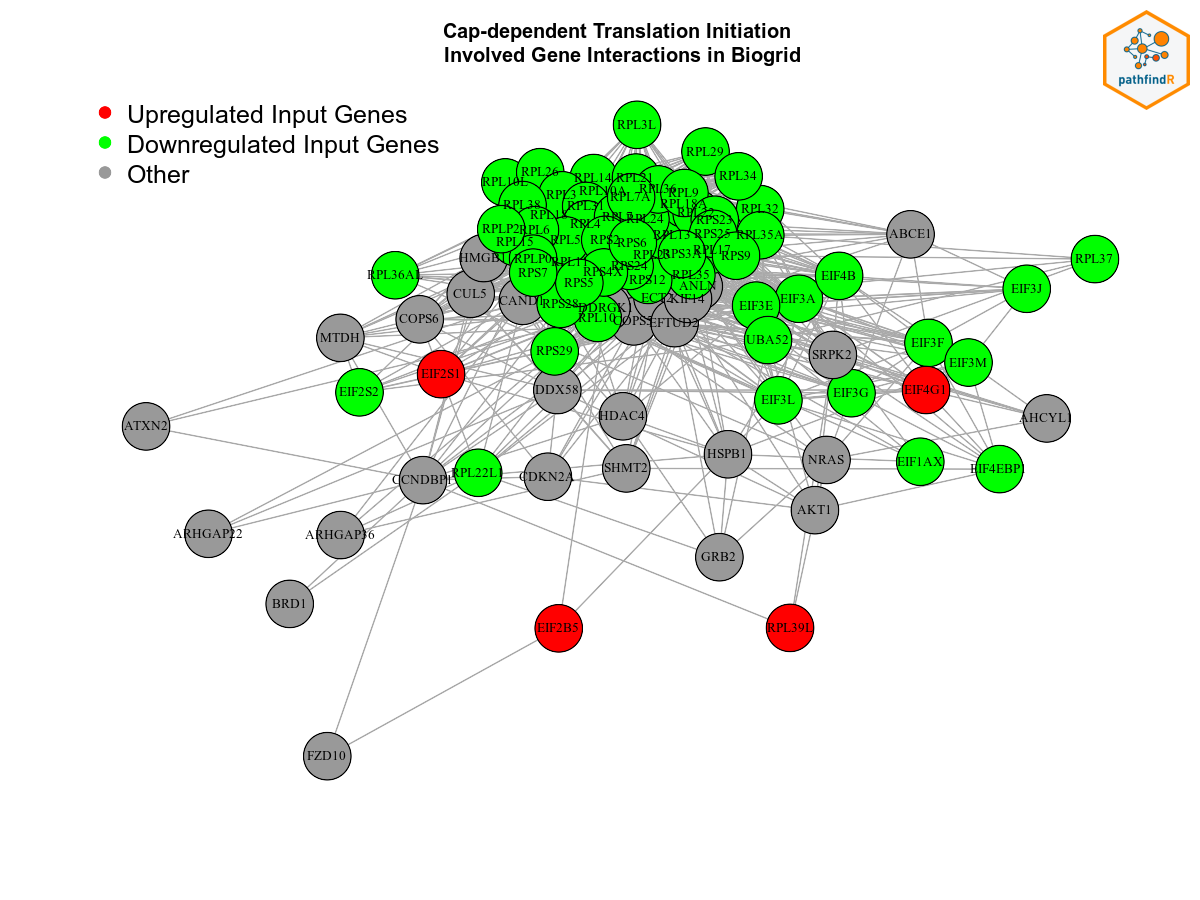 Cap-dependent Translation Initiation
Involved Gene Interactions in Biogrid
pathfindR
Upregulated Input Genes
Downregulated Input Genes
Other
RPL3L
RPL29
RPL26
RPL14
RPL21
RPL34
RPL3
RPL10A
RPL36
RPL9
RPL7A
RPL38
RPL18A
RPL32
RPL4
RPL24
RPS23
RPLP2
RPL6
RPL13
RPS25
RPL35A
ABCE1
RPL15
RPL5
RPS2
RPS6
RPL17
RPS3A
RPS9
HMGB1
RPLP0
RPL37
RPL36AL
RPS7
RPS4X
RPS24
RPL35
EIF4B
RPS5
RPS12
ANLN
EIF3J
CUL5
CAND1
RPS28
DDRGK1
ECT2
KIF14
EIF3E
EIF3A
COPS6
RPL10
COPS5
EFTUD2
MTDH
UBA52
EIF3F
RPS29
SRPK2
EIF3M
EIF2S1
EIF2S2
DDX58
EIF3L
EIF3G
EIF4G1
ATXN2
HDAC4
AHCYL1
HSPB1
NRAS
EIF1AX
EIF4EBP1
CCNDBP1
RPL22L1
CDKN2A
SHMT2
AKT1
ARHGAP22
ARHGAP36
GRB2
BRD1
EIF2B5
RPL39L
FZD10